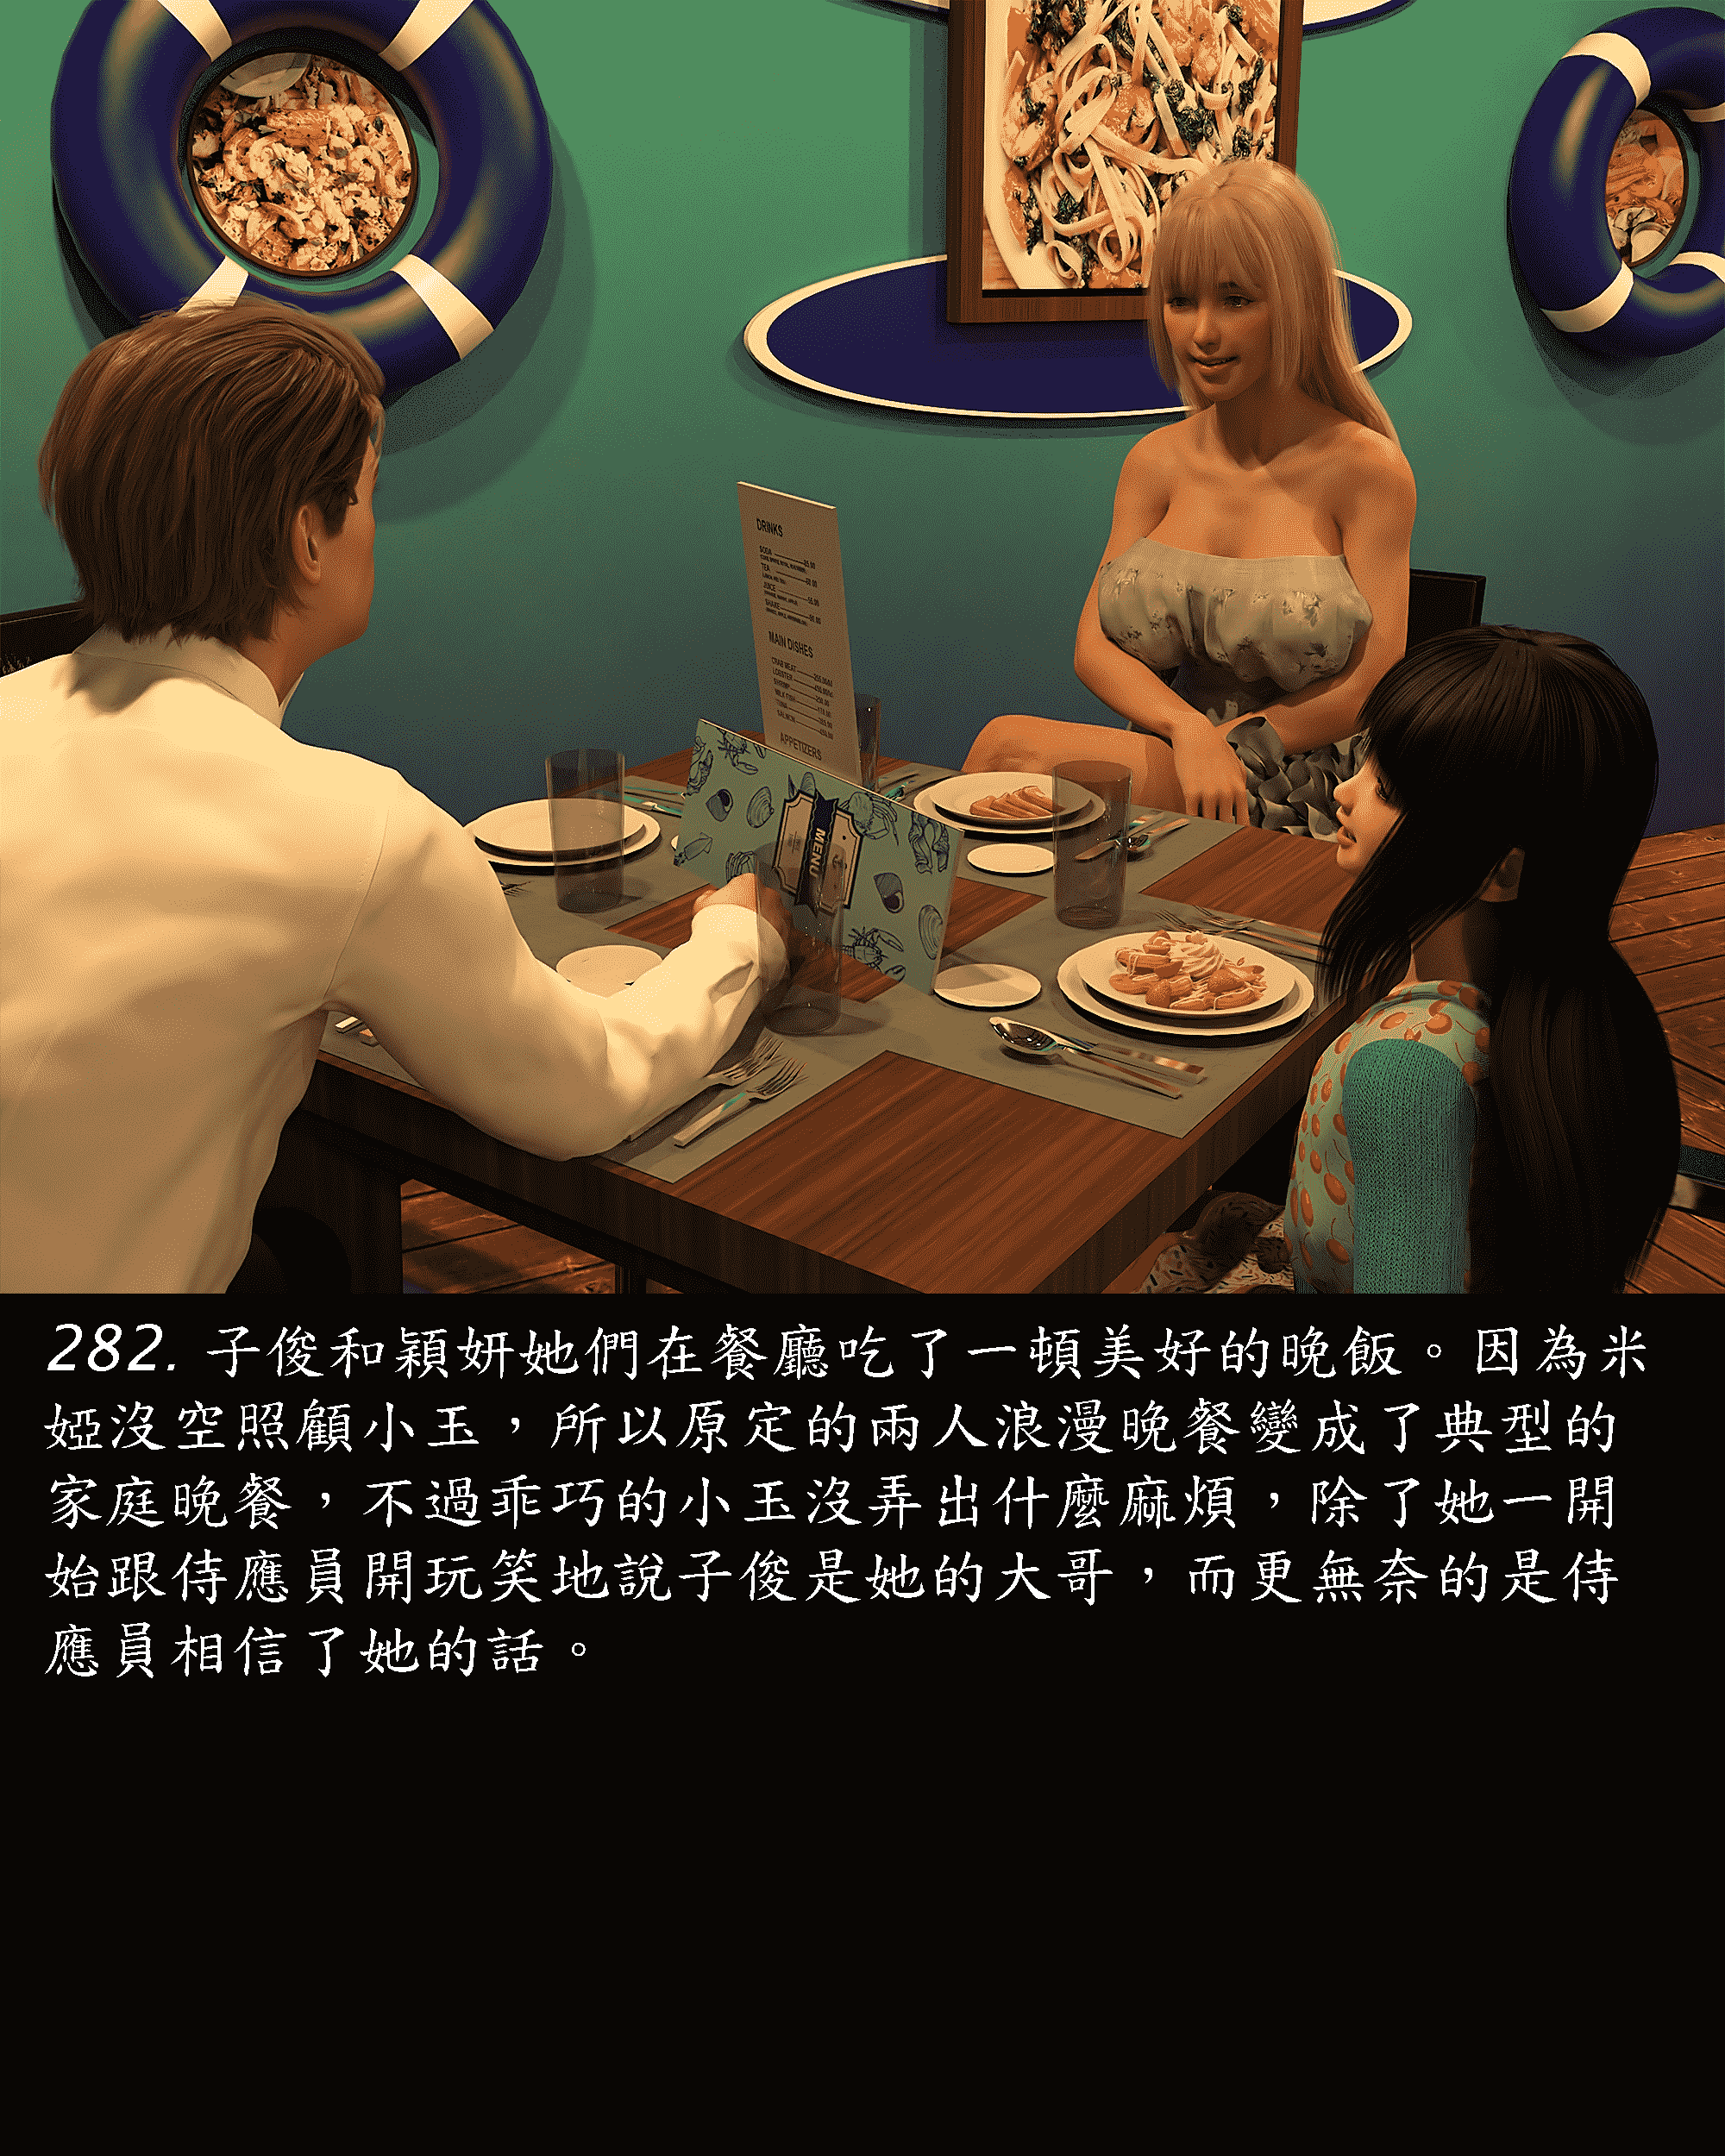 DRINKS
SODA
TEA
JUICE
SHAKE
MAIN DISHES
CRAB MEAT
LOBSTER
SHRIMP
MILK FISH
TUNA
SALMON
APPETIZERS
MENU
282. 子俊和穎妍她們在餐廳吃了一頓美好的晚飯。因為米
婭沒空照顧小玉，所以原定的兩人浪漫晚餐變成了典型的
家庭晚餐，不過乖巧的小玉沒弄出什麼麻煩，除了她一開
始跟侍應員開玩笑地說子俊是她的大哥，而更無奈的是侍
應員相信了她的話。